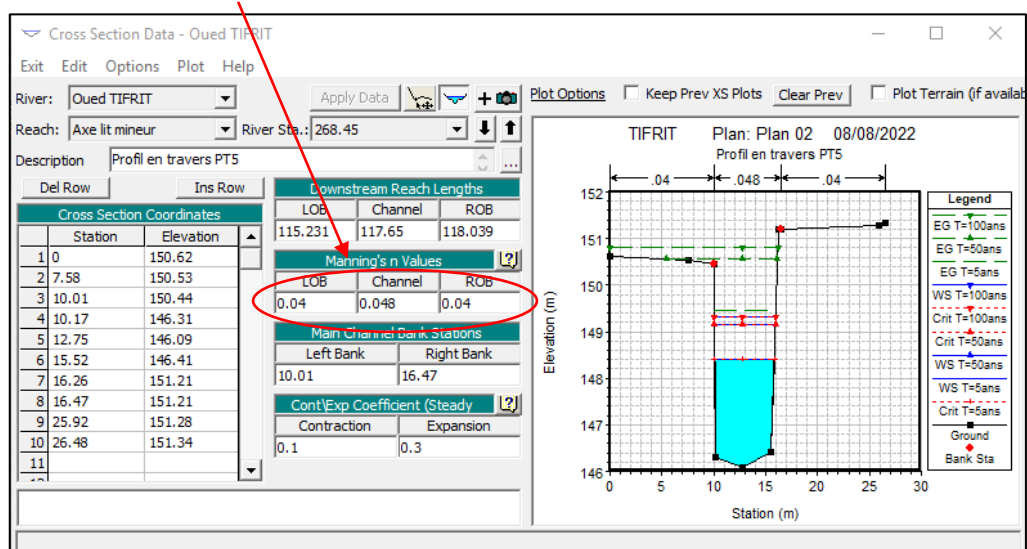 Cross Section Data - Oued TIFRIT
Exit Edit Options Plot Help
River: Oued TIFRIT Apply Data + Plot Options Keep Prev XS Plots Clear Prev Plot Terrain (if availab
Reach: Axe lit mineur River Sta.: 268.45
Description Profil en travers PT5 ...
Del Row Ins Row
Cross Section Coordinates
Station Elevation
1 0 150.62
2 7.58 150.53
3 10.01 150.44
4 10.17 146.31
5 12.75 146.09
6 15.52 146.41
7 16.26 151.21
8 16.47 151.21
9 25.92 151.28
10 26.48 151.34
11
Downstream Reach Lengths
LOB Channel ROB
115.231 117.65 118.039
Manning's n Values
LOB Channel ROB
0.04 0.048 0.04
Main Channel Bank Stations
Left Bank Right Bank
10.01 16.47
Cont\Exp Coefficient (Steady
Contraction Expansion
0.1 0.3
TIFRIT Plan: Plan 02 08/08/2022
Profil en travers PT5
.04 .048 .04
152
151
150
149
148
147
146
Elevation (m)
0 5 10 15 20 25 30
Station (m)
Legend
EG T=100ans
EG T=50ans
EG T=5ans
WS T=100ans
Crit T=100ans
Crit T=50ans
WS T=50ans
WS T=5ans
Crit T=5ans
Ground
Bank Sta